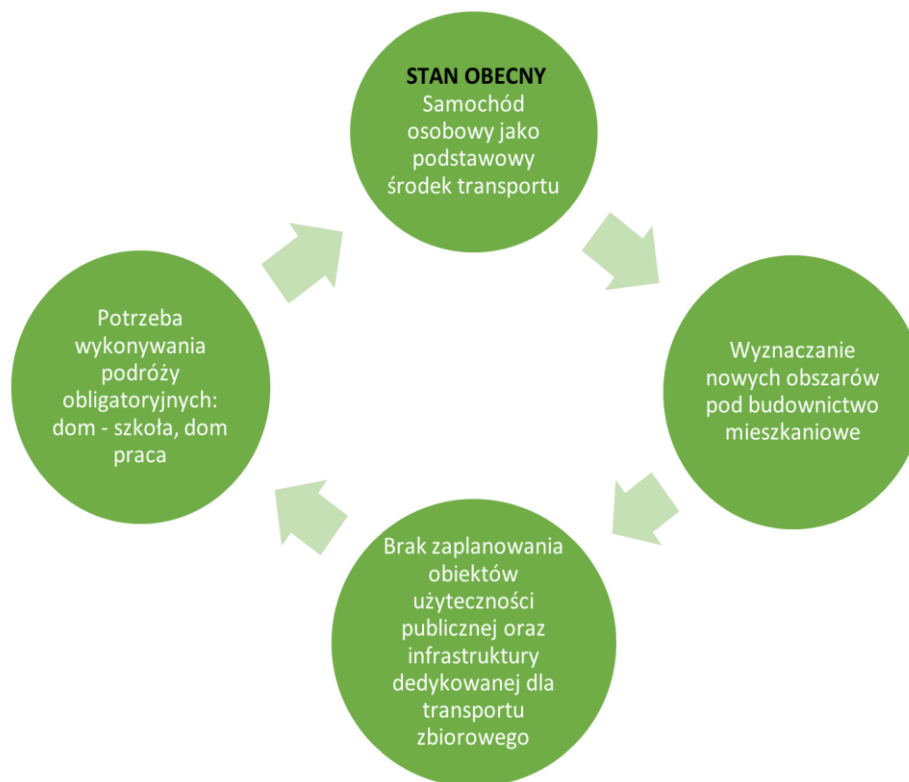 STAN OBECNY
Samochód
osobowy jako
podstawowy
środek transportu
Wyznaczanie
nowych obszarów
pod budownictwo
mieszkaniowe
Brak zaplanowania
obiektów
użyteczności
publicznej oraz
infrastruktury
dedykowanej dla
transportu
zbiorowego
Potrzeba
wykonywania
podróży
obligatoryjnych:
dom - szkoła, dom
praca